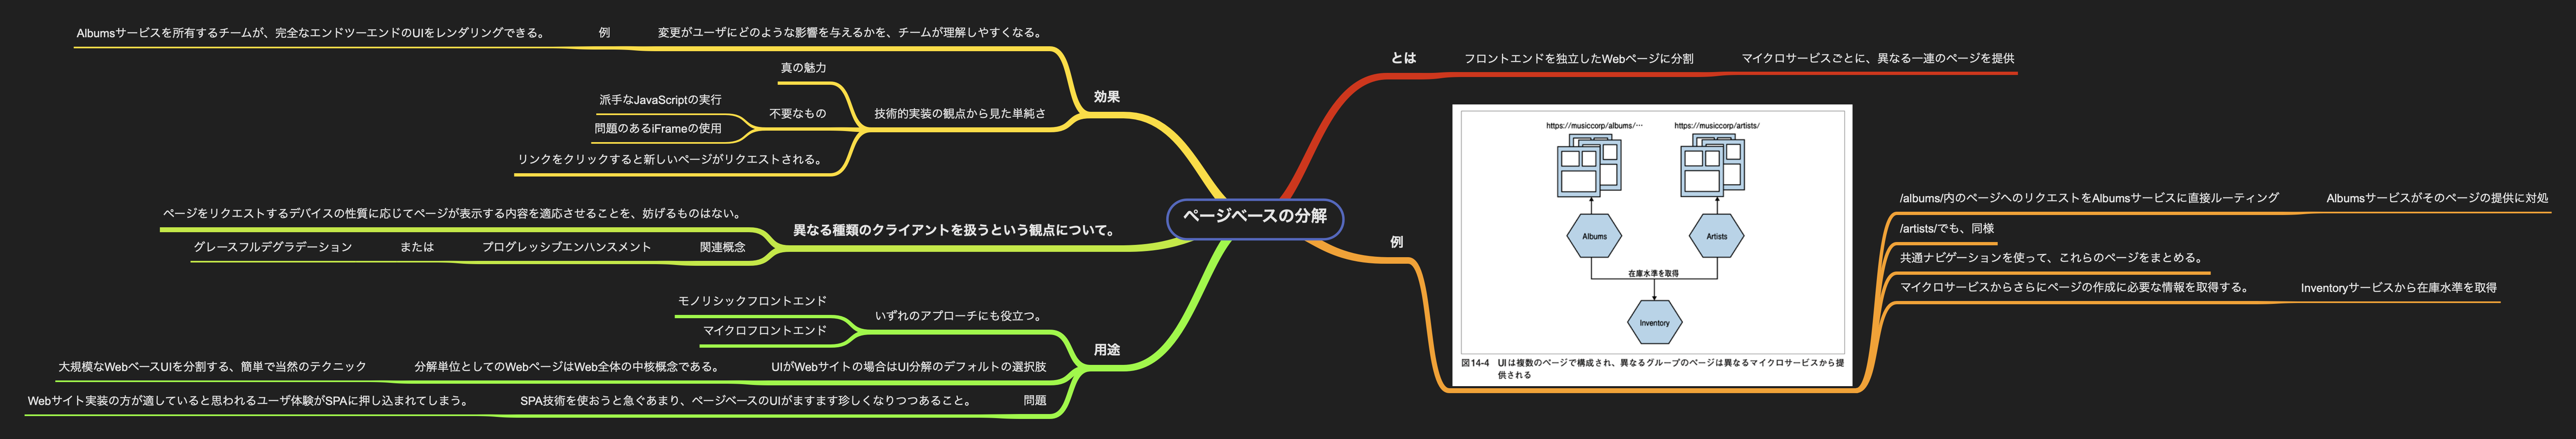 ページベースの分解
とは
フロントエンドを独立したWebページに分割
マイクロサービスごとに、異なる一連のページを提供
例
https://musiccorp/albums/…
https://musiccorp/artists/
Albums
Artists
在庫水準を取得
Inventory
図14-4　UIは複数のページで構成され、異なるグループのページは異なるマイクロサービスから提
供される
/albums/内のページへのリクエストをAlbumsサービスに直接ルーティング
Albumsサービスがそのページの提供に対処
/artists/でも、同様
共通ナビゲーションを使って、これらのページをまとめる。
マイクロサービスからさらにページの作成に必要な情報を取得する。
Inventoryサービスから在庫水準を取得
効果
変更がユーザにどのような影響を与えるかを、チームが理解しやすくなる。
例
Albumsサービスを所有するチームが、完全なエンドツーエンドのUIをレンダリングできる。
技術的実装の観点から見た単純さ
真の魅力
不要なもの
派手なJavaScriptの実行
問題のあるiFrameの使用
リンクをクリックすると新しいページがリクエストされる。
異なる種類のクライアントを扱うという観点について。
ページをリクエストするデバイスの性質に応じてページが表示する内容を適応させることを、妨げるものはない。
関連概念
プログレッシブエンハンスメント
または
グレースフルデグラデーション
用途
いずれのアプローチにも役立つ。
モノリシックフロントエンド
マイクロフロントエンド
UIがWebサイトの場合はUI分解のデフォルトの選択肢
分解単位としてのWebページはWeb全体の中核概念である。
大規模なWebベースUIを分割する、簡単で当然のテクニック
問題
SPA技術を使おうと急ぐあまり、ページベースのUIがますます珍しくなりつつあること。
Webサイト実装の方が適していると思われるユーザ体験がSPAに押し込まれてしまう。